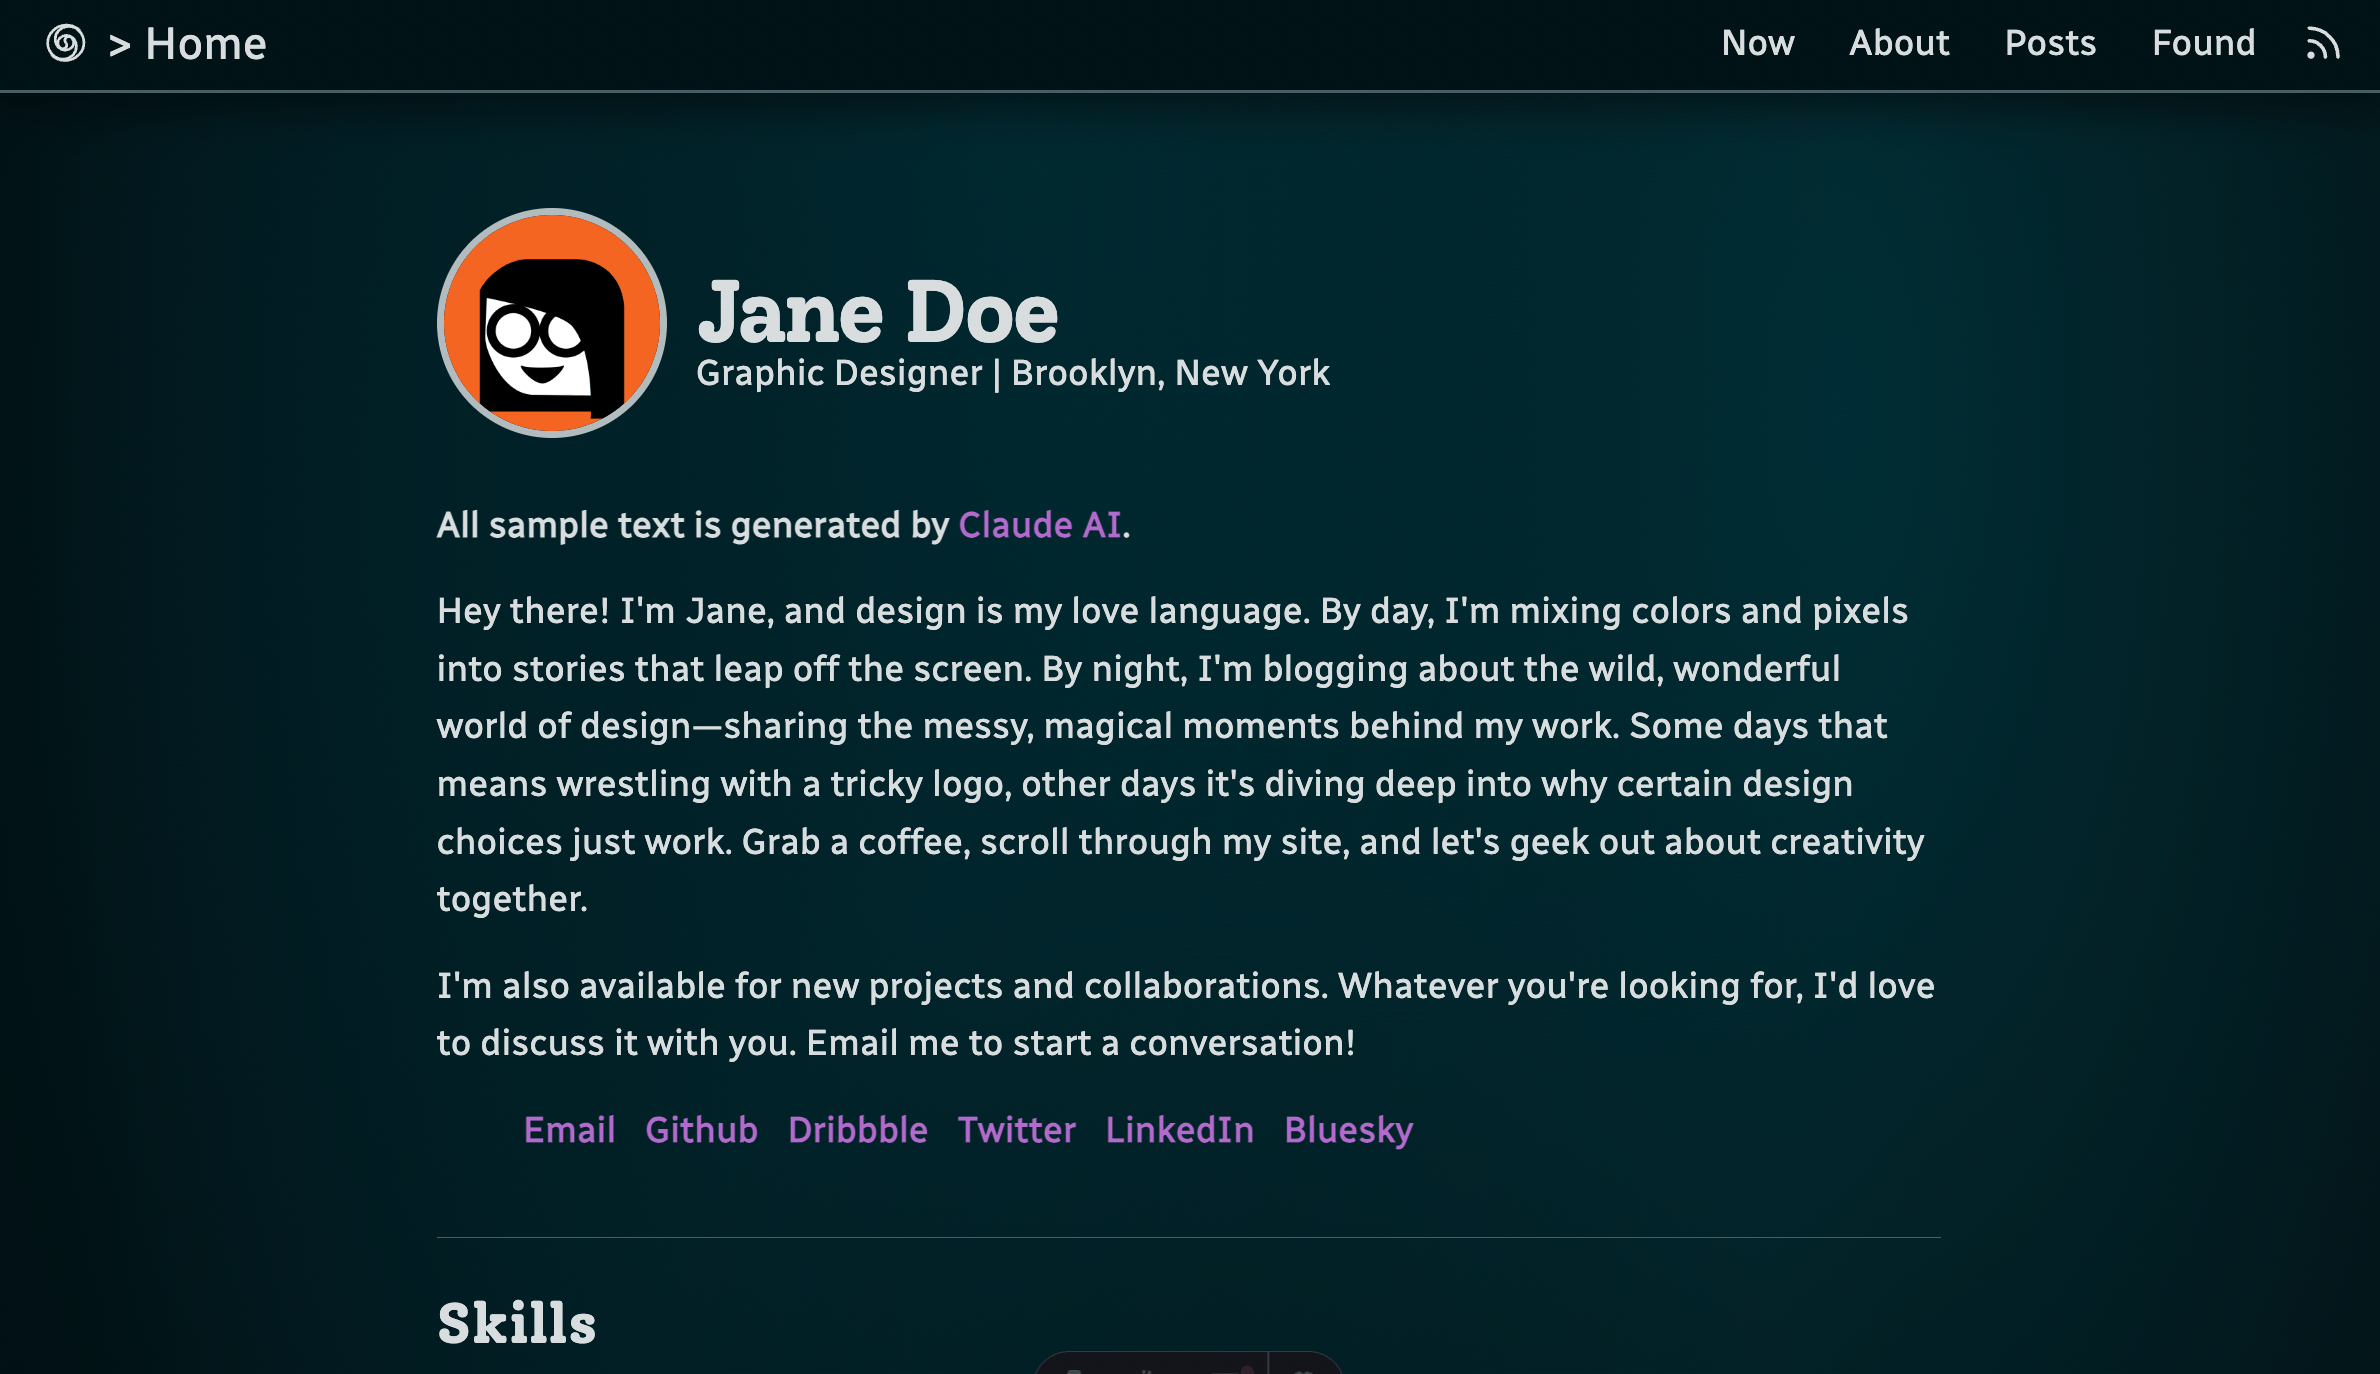 > Home
Now About Posts Found
Jane Doe
Graphic Designer | Brooklyn, New York
All sample text is generated by Claude AI.
Hey there! I'm Jane, and design is my love language. By day, I'm mixing colors and pixels
into stories that leap off the screen. By night, I'm blogging about the wild, wonderful
world of design—sharing the messy, magical moments behind my work. Some days that
means wrestling with a tricky logo, other days it's diving deep into why certain design
choices just work. Grab a coffee, scroll through my site, and let's geek out about creativity
together.
I'm also available for new projects and collaborations. Whatever you're looking for, I'd love
to discuss it with you. Email me to start a conversation!
Email Github Dribbble Twitter LinkedIn Bluesky
Skills